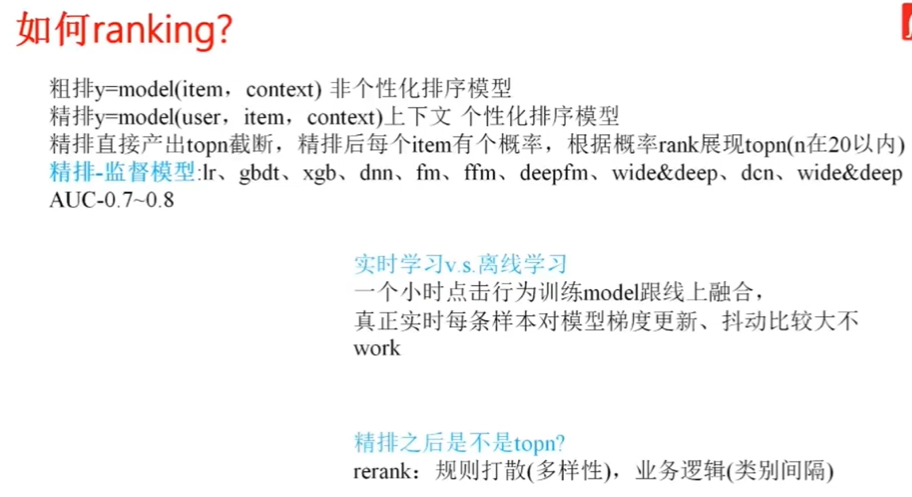 如何ranking?
粗排y=model(item，context) 非个性化排序模型
精排y=model(user，item，context)上下文 个性化排序模型
精排直接产出topn截断，精排后每个item有个概率，根据概率rank展现topn(n在20以内)
精排-监督模型:lr、gbdt、xgb、dnn、fm、ffm、deepfm、wide&deep、dcn、wide&deep
AUC-0.7~0.8
实时学习v.s.离线学习
一个小时点击行为训练model跟线上融合，
真正实时每条样本对模型梯度更新、抖动比较大不
work
精排之后是不是topn?
rerank：规则打散(多样性)，业务逻辑(类别间隔)